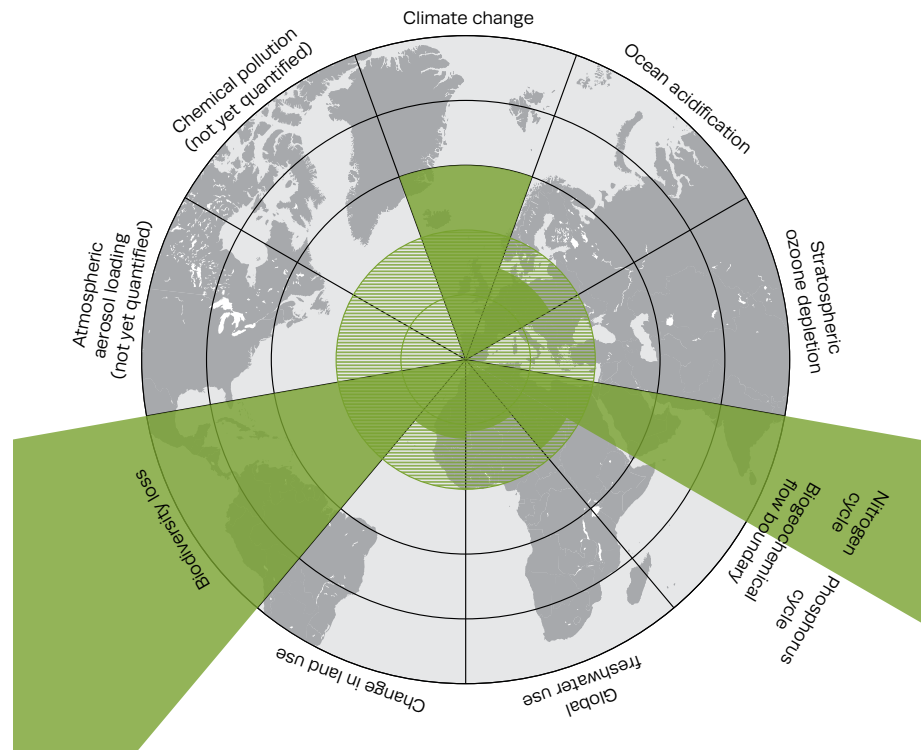 Climate change
Ocean acidification
Stratospheric
ozoone depletion
Biogeochemical
flow boundary
Nitrogen
cycle
Phosphorus
cycle
Global
freshwater use
Change in land use
Biodiversity loss
Atmospheric
aerosol loading
(not yet quantified)
Chemical pollution
(not yet quantified)